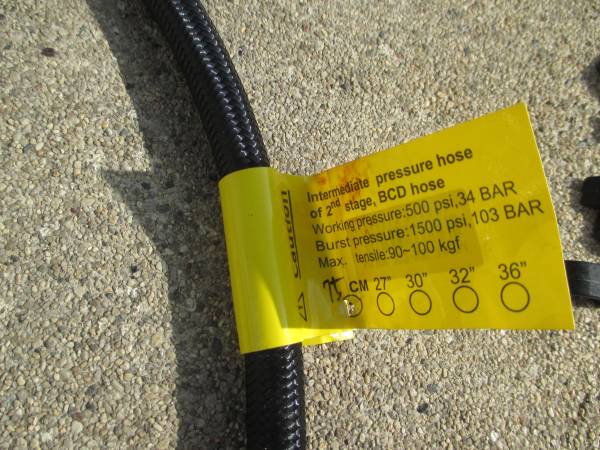 Caution
Intermediate pressure hose
of 2nd stage, BCD hose
Working pressure:500 psi,34 BAR
Burst pressure:1500 psi,103 BAR
Max. tensile:90~100 kgf
75 CM 27" 30" 32" 36"